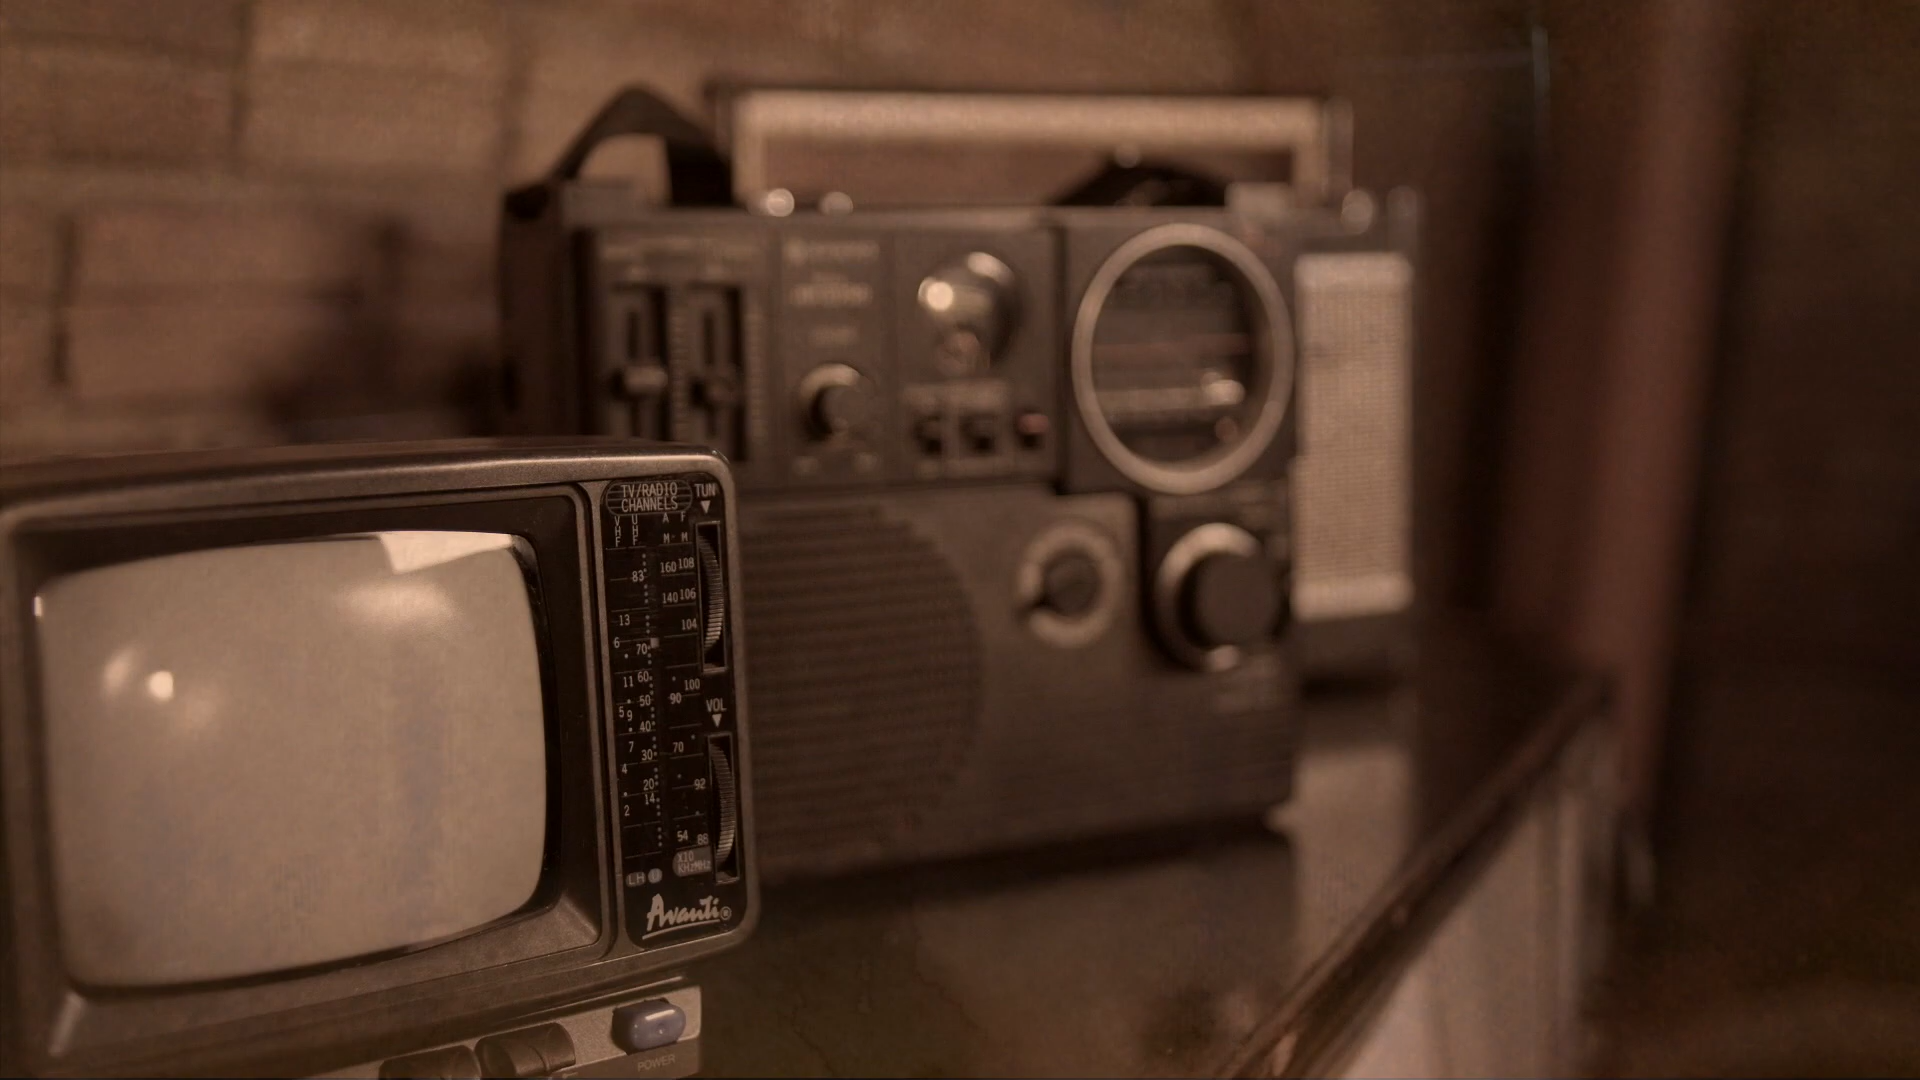 TV/RADIO TUN
CHANNELS
V U A F
H H
F F M M
83 160 108
140 106
13 104
6 70
11 60 100
50 90
5 9 VOL
40
7 30 70
4
20 92
2 14
54 88
X10
KHz MHz
LH U
Avanti
POWER